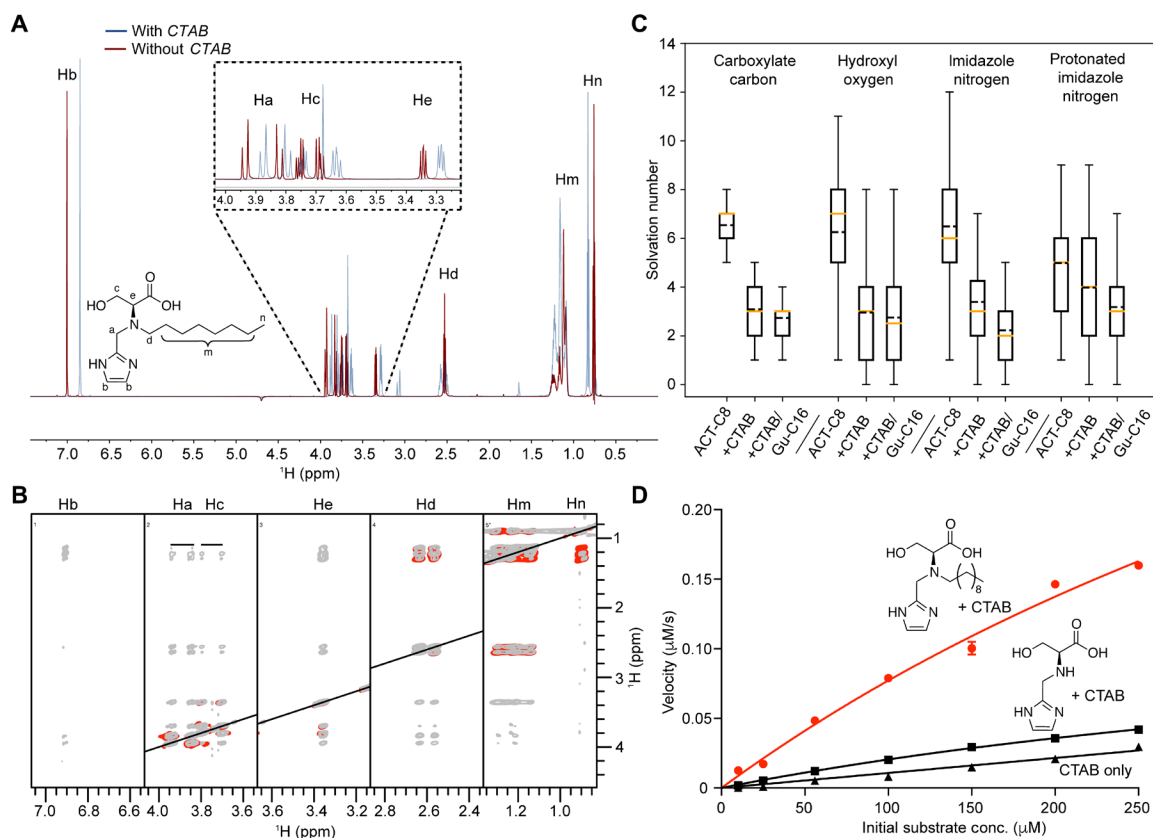 A
With CTAB
Without CTAB
Hb
Ha
Hc
He
Hn
Hm
Hd
4.0 3.9 3.8 3.7 3.6 3.5 3.4 3.3
O
HO
OH
c
e
N
a
d
n
m
N
HN
b
b
7.0 6.5 6.0 5.5 5.0 4.5 4.0 3.5 3.0 2.5 2.0 1.5 1.0 0.5
¹H (ppm)
B
Hb Ha Hc He Hd Hm Hn
1 2 3 4 5
1
2
3
4
¹H (ppm)
7.0 6.8 4.0 3.8 3.6 3.4 3.2 2.8 2.6 2.4 1.2 1.0
¹H (ppm)
C
14
12
10
8
6
4
2
0
Solvation number
Carboxylate carbon
Hydroxyl oxygen
Imidazole nitrogen
Protonated imidazole nitrogen
ACT-C8
+CTAB
+CTAB/
Gu-C16
ACT-C8
+CTAB
+CTAB/
Gu-C16
ACT-C8
+CTAB
+CTAB/
Gu-C16
ACT-C8
+CTAB
+CTAB/
Gu-C16
D
0.20
0.15
0.10
0.05
0.00
Velocity (μM/s)
O
HO
OH
N
8
HN
N
+ CTAB
O
HO
OH
NH
HN
N
+ CTAB
CTAB only
0 50 100 150 200 250
Initial substrate conc. (μM)